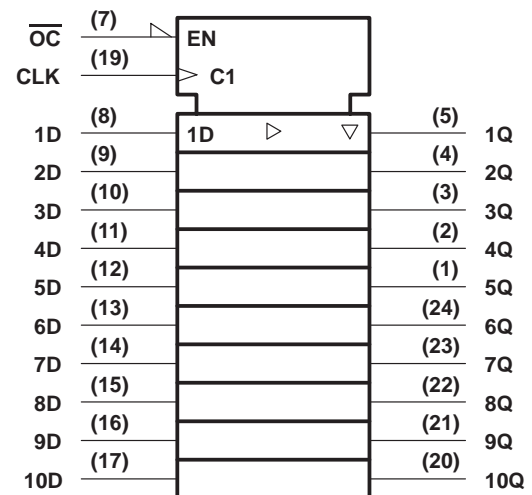 OC (7) EN
CLK (19) C1
1D (8) 1D (5) 1Q
2D (9) (4) 2Q
3D (10) (3) 3Q
4D (11) (2) 4Q
5D (12) (1) 5Q
6D (13) (24) 6Q
7D (14) (23) 7Q
8D (15) (22) 8Q
9D (16) (21) 9Q
10D (17) (20) 10Q